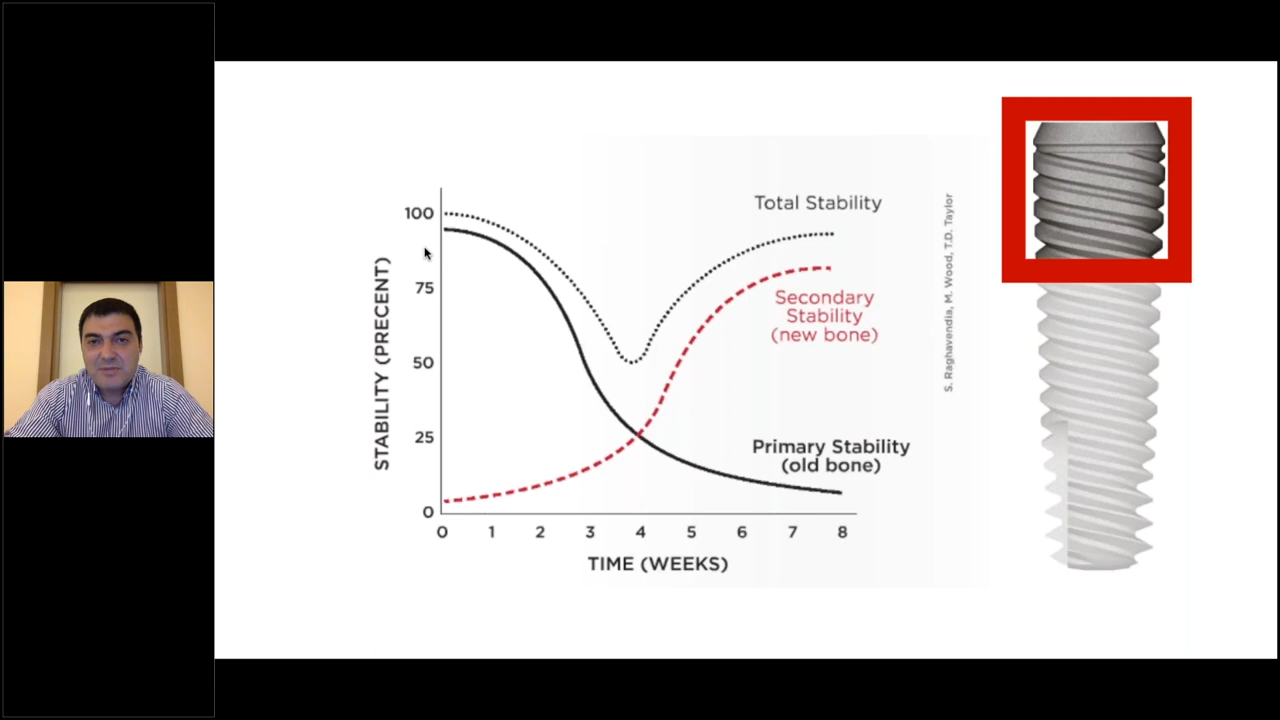 100
75
50
25
0
STABILITY (PRECENT)
0 1 2 3 4 5 6 7 8
TIME (WEEKS)
Total Stability
Secondary
Stability
(new bone)
Primary Stability
(old bone)
S. Raghavendia, M. Wood, T.D. Taylor